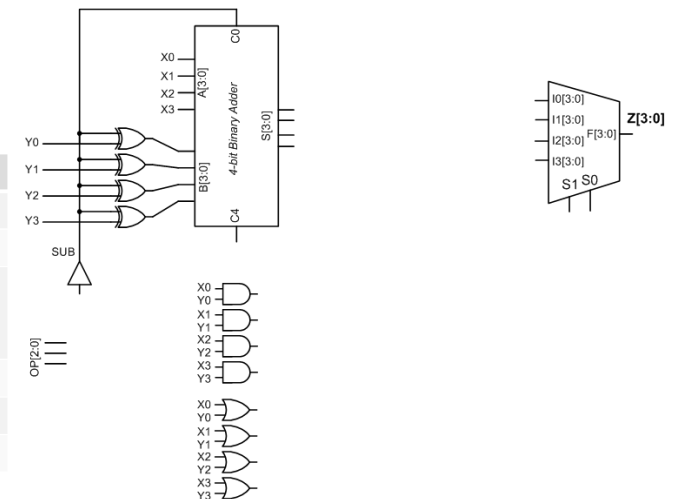 C0
X0
X1
X2
X3
A[3:0]
4-bit Binary Adder
S[3:0]
B[3:0]
C4
Y0
Y1
Y2
Y3
SUB
I0[3:0]
I1[3:0]
I2[3:0]
I3[3:0]
F[3:0]
Z[3:0]
S1 S0
OP[2:0]
X0
Y0
X1
Y1
X2
Y2
X3
Y3
X0
Y0
X1
Y1
X2
Y2
X3
Y3